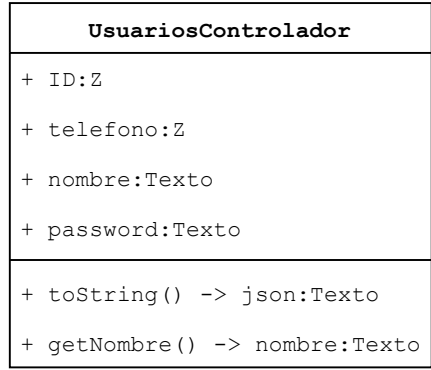 UsuariosControlador
+ ID:Z
+ telefono:Z
+ nombre:Texto
+ password:Texto
+ toString() -> json:Texto
+ getNombre() -> nombre:Texto